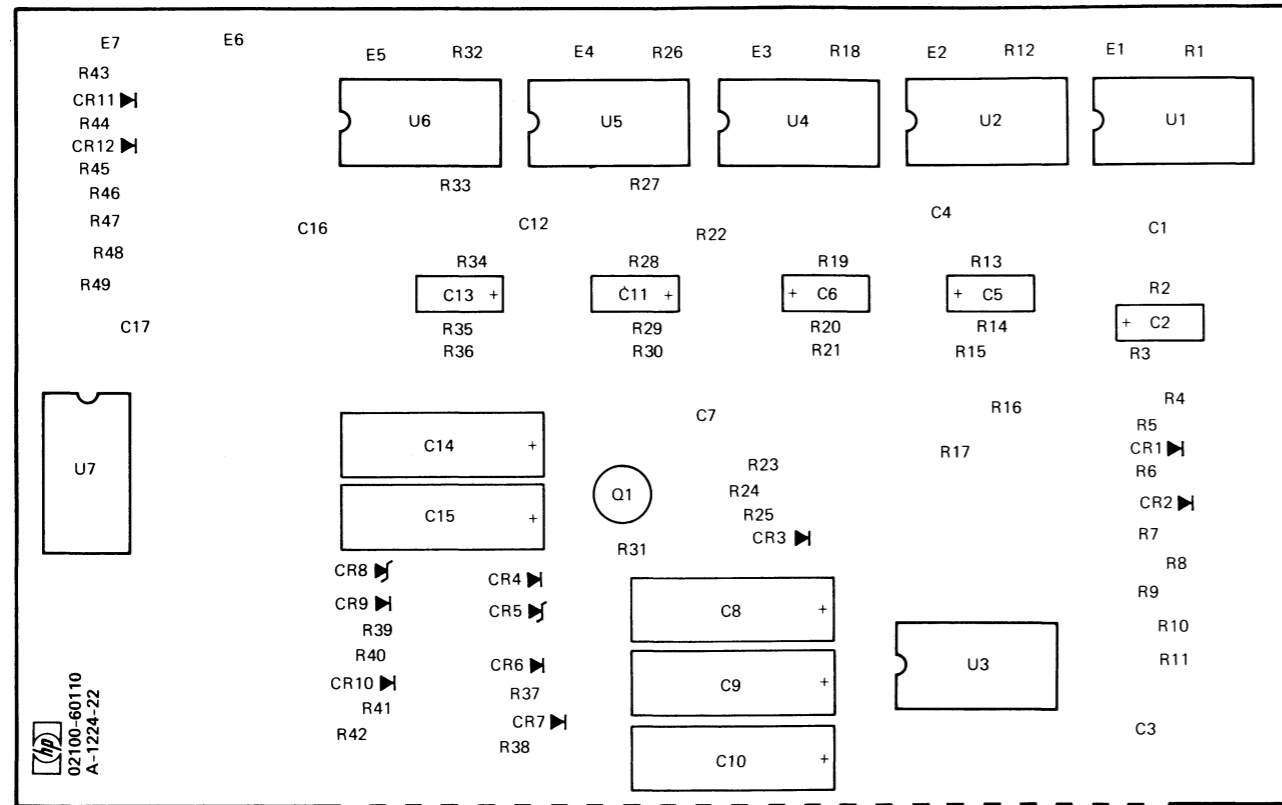 E7 E6 E5 R32 E4 R26 E3 R18 E2 R12 E1 R1
R43
CR11
R44
CR12
U6 U5 U4 U2 U1
R45
R46 R33 R27
R47 C16 C12 R22 C4 C1
R48 R34 R28 R19 R13
R49 C13 + C11 + + C6 + C5 R2
C17 R35 R29 R20 R14 + C2
R36 R30 R21 R15 R3
R16 R4
C7 R5
C14 + R17 CR1
U7 R23 R6
Q1 R24 CR2
C15 + R25
R31 CR3 R7
CR8 CR4 R8
CR9 CR5 C8 + R9
R39 R10
R40 CR6 U3 R11
CR10 R37 C9 +
R41 CR7 C3
R42 R38
C10 +
hp
02100-60110
A-1224-22